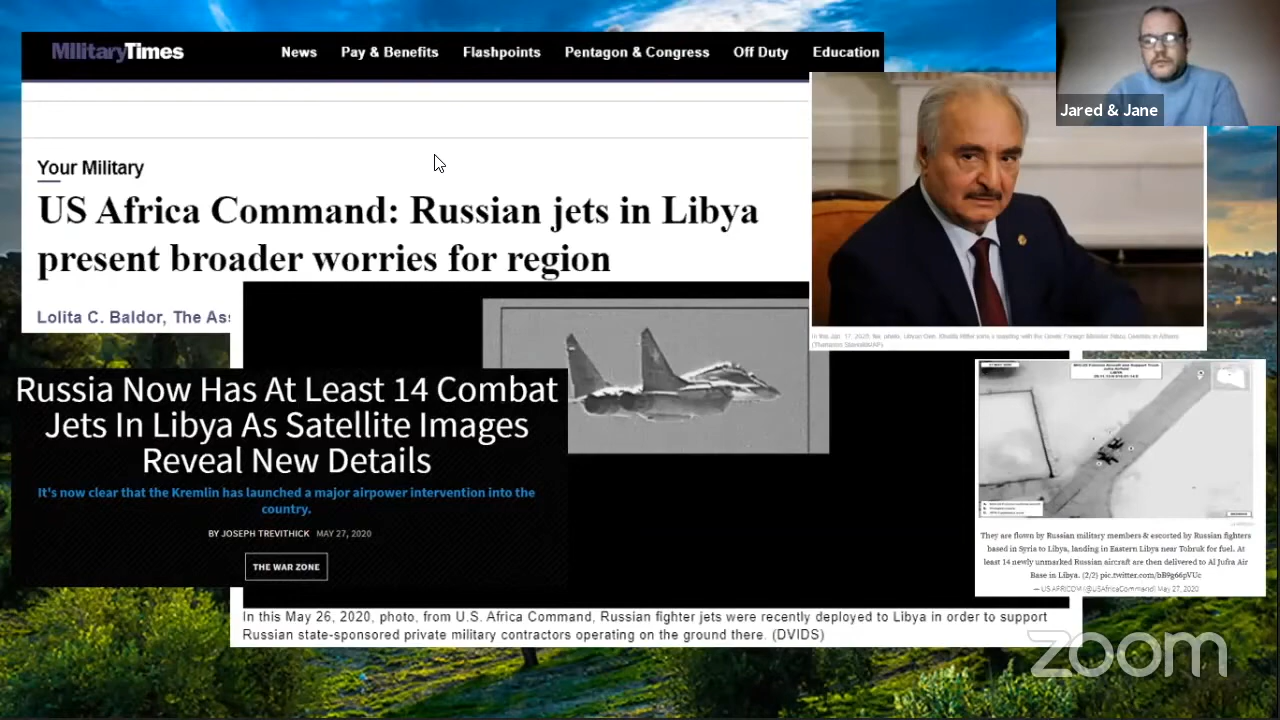 MilitaryTimes
News Pay & Benefits Flashpoints Pentagon & Congress Off Duty Education
Jared & Jane
Your Military
US Africa Command: Russian jets in Libya
present broader worries for region
Lolita C. Baldor, The Ass
Russia Now Has At Least 14 Combat
Jets In Libya As Satellite Images
Reveal New Details
It's now clear that the Kremlin has launched a major airpower intervention into the
country.
BY JOSEPH TREVITHICK MAY 27, 2020
THE WAR ZONE
They are flown by Russian military members & escorted by Russian fighters
based in Syria to Libya, landing in Eastern Libya near Tobruk for fuel. At
least 14 newly unmarked Russian aircraft are then delivered to Al Jufra Air
Base in Libya. (2/2)
— US AFRICOM (@USAfricaCommand) May 27, 2020
In this May 26, 2020, photo, from U.S. Africa Command, Russian fighter jets were recently deployed to Libya in order to support
Russian state-sponsored private military contractors operating on the ground there. (DVIDS)
zoom